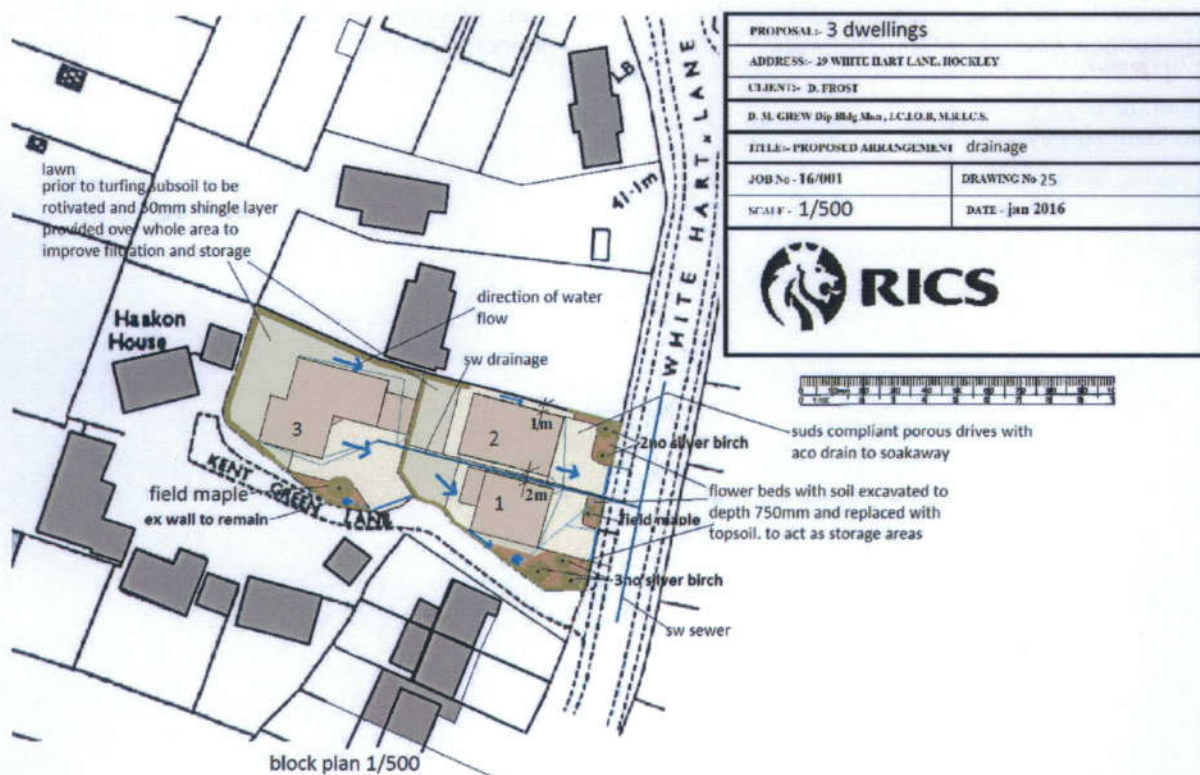 PROPOSAL:- 3 dwellings
ADDRESS:- 29 WHITE HART LANE, HOCKLEY
CLIENT:- D. FROST
D. M. GREW Dip Bldg Man, I.C.I.O.B, M.R.I.C.S.
TITLE:- PROPOSED ARRANGEMENT drainage
JOB No - 16/001
DRAWING No 25
SCALE - 1/500
DATE - jan 2016
RICS
LB
WHITE HART LANE
41·1m
lawn
prior to turfing subsoil to be
rotivated and 50mm shingle layer
provided over whole area to
improve filtration and storage
direction of water
flow
Haakon
House
sw drainage
1m
2
3
2no silver birch
suds compliant porous drives with
aco drain to soakaway
2m
1
KENT
GREEN
LANE
field maple
ex wall to remain
field maple
flower beds with soil excavated to
depth 750mm and replaced with
topsoil. to act as storage areas
3no silver birch
sw sewer
block plan 1/500